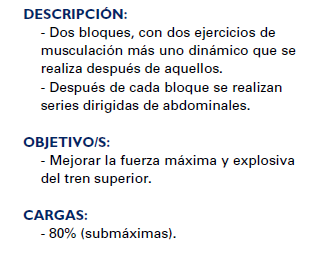 DESCRIPCIÓN:
- Dos bloques, con dos ejercicios de
musculación más uno dinámico que se
realiza después de aquellos.
- Después de cada bloque se realizan
series dirigidas de abdominales.
OBJETIVO/S:
- Mejorar la fuerza máxima y explosiva
del tren superior.
CARGAS:
- 80% (submáximas).